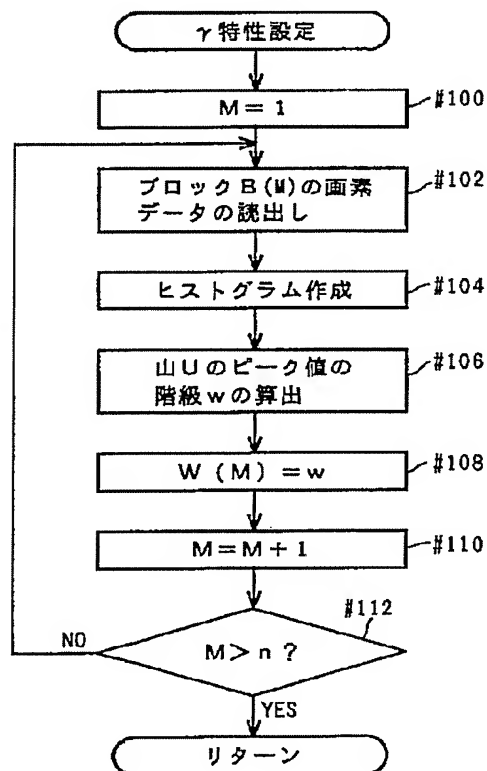 γ特性設定
M=1
#100
ブロックB(M)の画素
データの読出し
#102
ヒストグラム作成
#104
山Uのピーク値の
階級wの算出
#106
W(M)=w
#108
M=M+1
#110
#112
M>n?
NO
YES
リターン